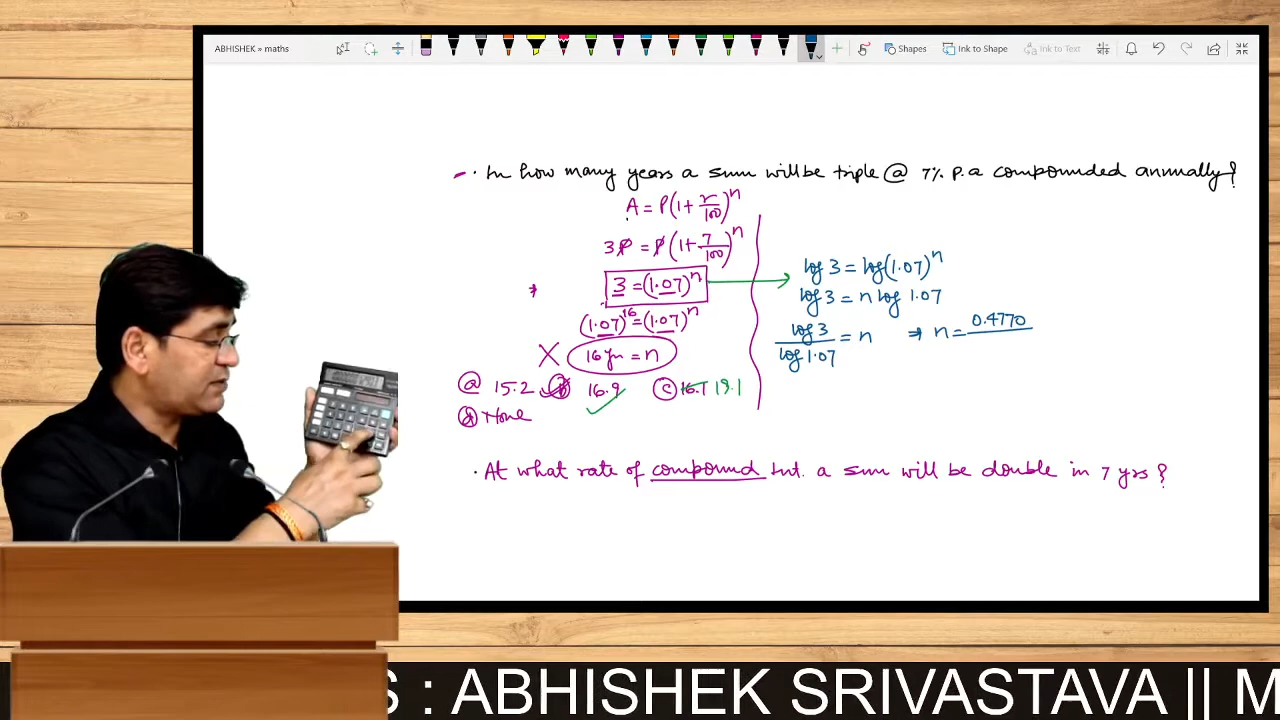 ABHISHEK » maths
Shapes
Ink to Shape
Ink to Text
· In how many years a sum will be triple @ 7% p.a compounded annually?
A = P(1+r/100)^n
3P = P(1+7/100)^n
3 = (1.07)^n
(1.07)^16 = (1.07)^n
16 yrs = n
(a) 15.2 (b) 16.9 (c) 16.1 19.1
(d) None
log 3 = log(1.07)^n
log 3 = n log 1.07
log 3/log 1.07 = n ⇒ n = 0.4770
· At what rate of compound Int. a sum will be double in 7 yrs?
S : ABHISHEK SRIVASTAVA || M